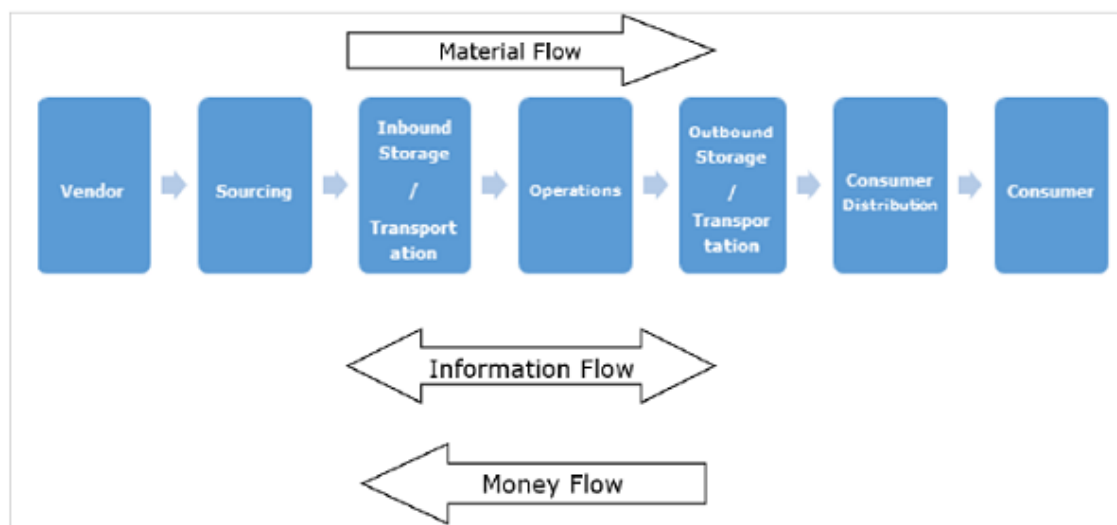 Material Flow
Vendor
Sourcing
Inbound
Storage
/
Transport
ation
Operations
Outbound
Storage
/
Transpor
tation
Consumer
Distribution
Consumer
Information Flow
Money Flow